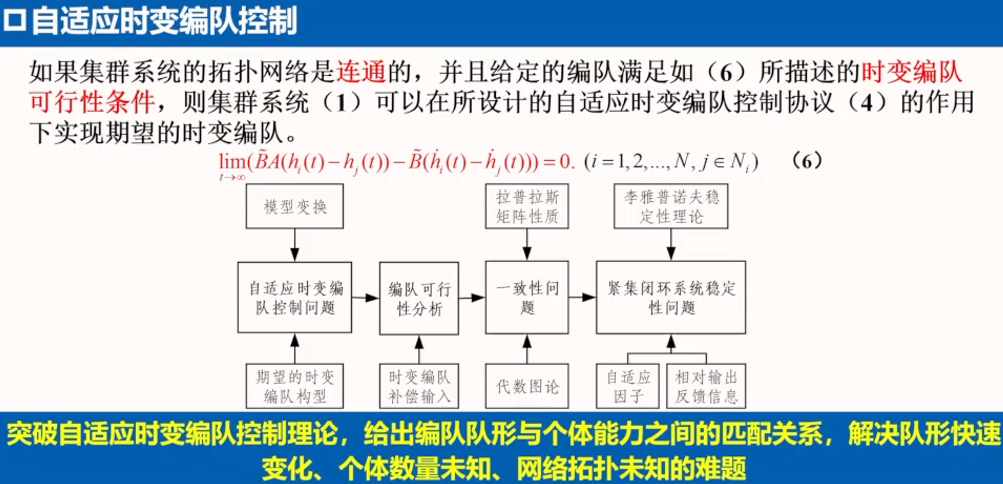 自适应时变编队控制
如果集群系统的拓扑网络是连通的，并且给定的编队满足如（6）所描述的时变编队
可行性条件，则集群系统（1）可以在所设计的自适应时变编队控制协议（4）的作用
下实现期望的时变编队。
lim_{t→∞}(B̃A(h_i(t)−h_j(t))−B̃(ḣ_i(t)−ḣ_j(t)))=0. (i=1,2,...,N, j∈N_i) （6）
模型变换
拉普拉斯
矩阵性质
李雅普诺夫稳
定性理论
自适应时变编
队控制问题
编队可行
性分析
一致性问
题
紧集闭环系统稳定
性问题
期望的时变
编队构型
时变编队
补偿输入
代数图论
自适应
因子
相对输出
反馈信息
突破自适应时变编队控制理论，给出编队队形与个体能力之间的匹配关系，解决队形快速
变化、个体数量未知、网络拓扑未知的难题